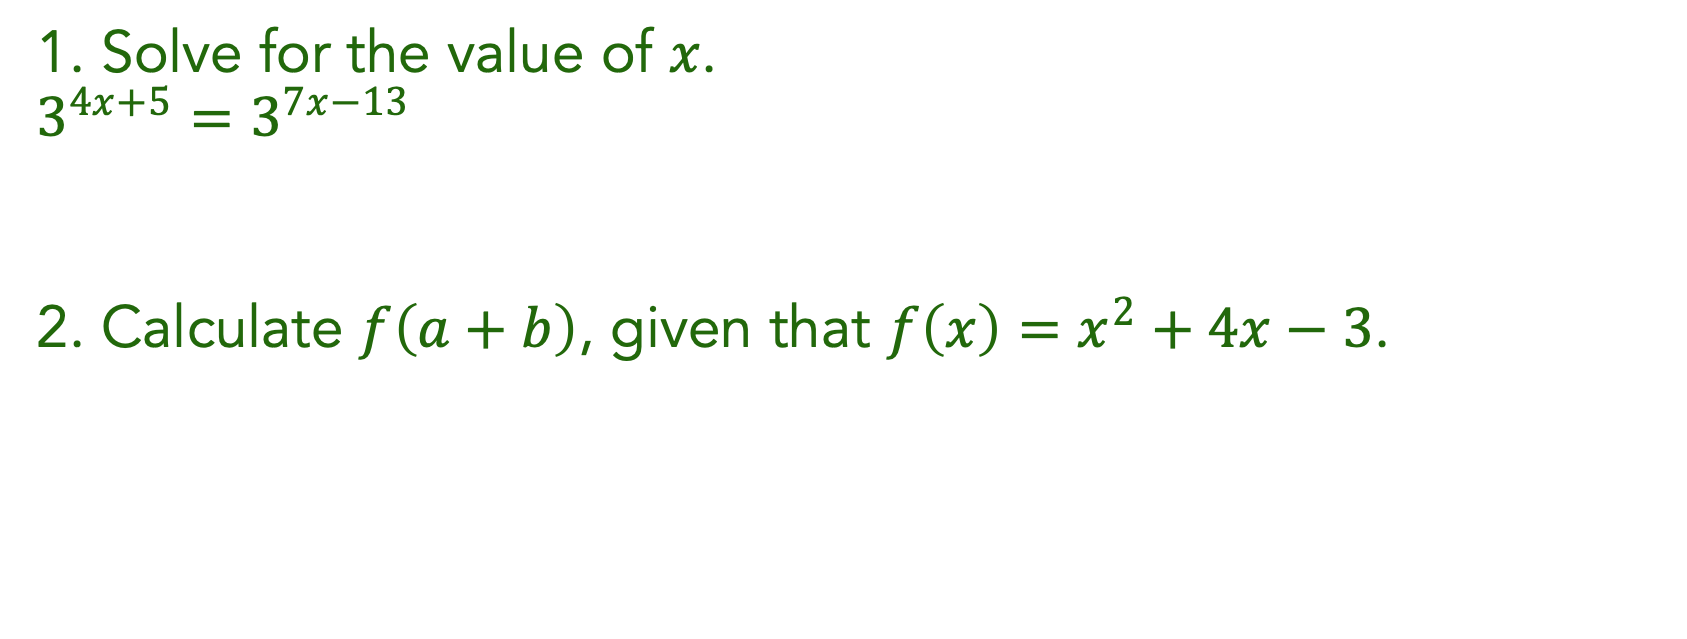 1. Solve for the value of x.
3^{4x+5} = 3^{7x−13}
2. Calculate f(a + b), given that f(x) = x² + 4x − 3.